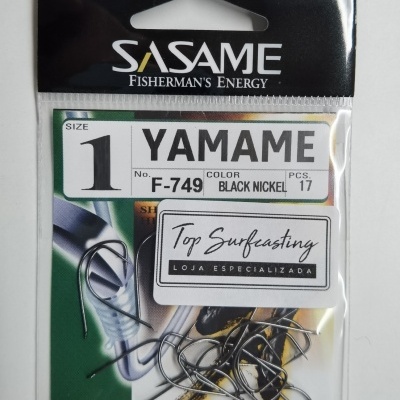 SASAME
FISHERMAN'S ENERGY
SIZE
1
YAMAME
No. F-749 COLOR BLACK NICKEL PCS. 17
Top Surfcasting
LOJA ESPECIALIZADA